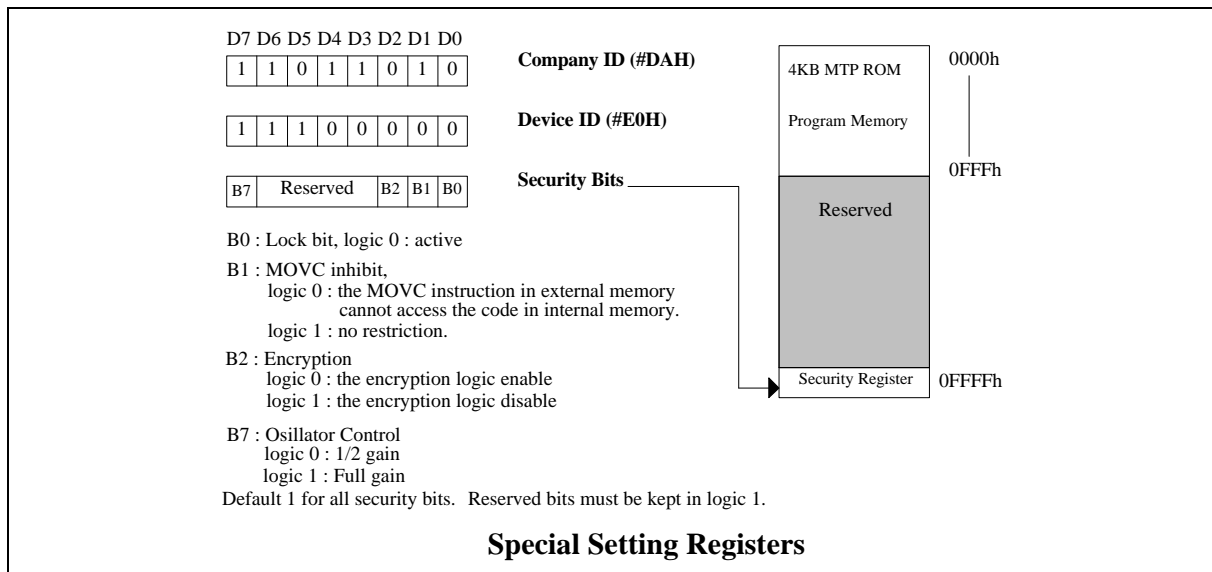 D7 D6 D5 D4 D3 D2 D1 D0
1 1 0 1 1 0 1 0
Company ID (#DAH)
1 1 1 0 0 0 0 0
Device ID (#E0H)
B7 Reserved B2 B1 B0
Security Bits
B0 : Lock bit, logic 0 : active
B1 : MOVC inhibit,
logic 0 : the MOVC instruction in external memory
cannot access the code in internal memory.
logic 1 : no restriction.
B2 : Encryption
logic 0 : the encryption logic enable
logic 1 : the encryption logic disable
B7 : Osillator Control
logic 0 : 1/2 gain
logic 1 : Full gain
Default 1 for all security bits. Reserved bits must be kept in logic 1.
4KB MTP ROM
Program Memory
0000h
0FFFh
Reserved
Security Register
0FFFFh
Special Setting Registers